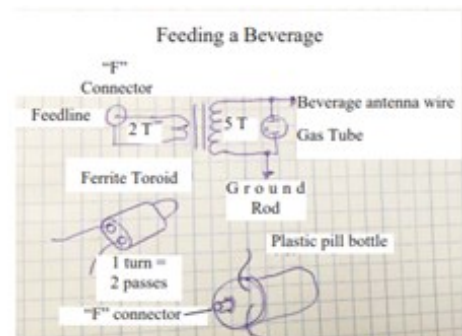 Feeding a Beverage
“F”
Connector
Feedline
2 T
5 T
Beverage antenna wire
Gas Tube
Ground
Rod
Ferrite Toroid
1 turn =
2 passes
Plastic pill bottle
“F” connector